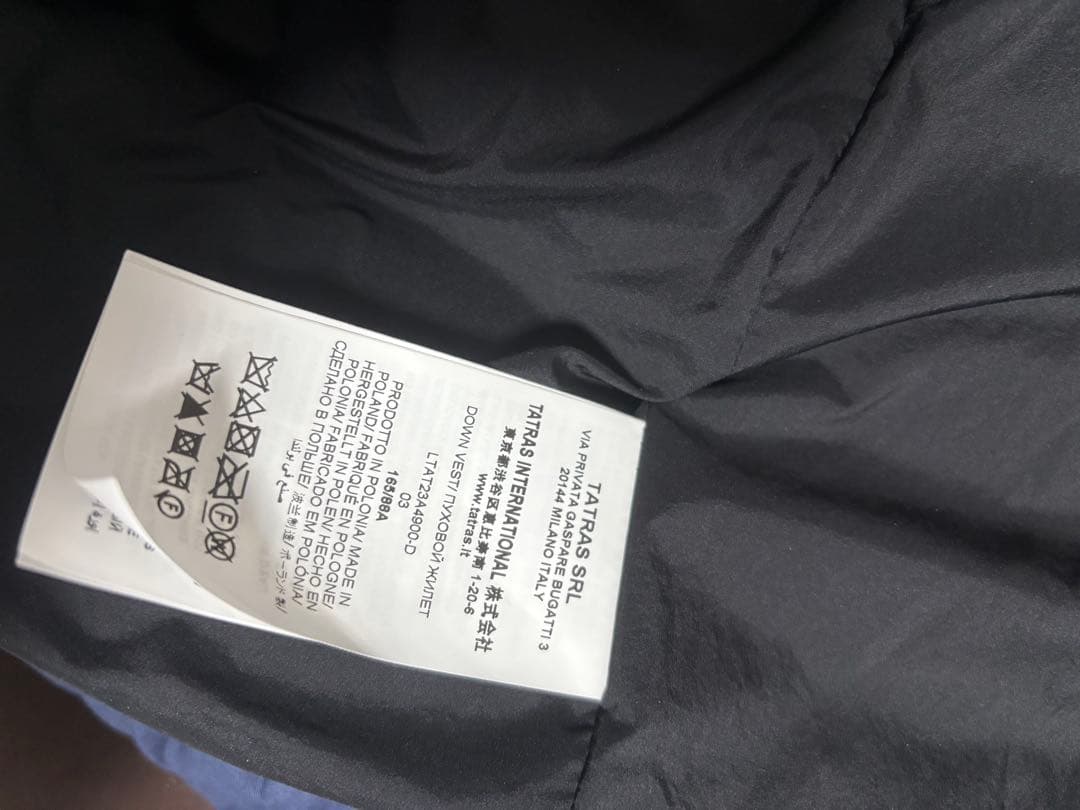 TATRAS SRL
VIA PRIVATA GASPARE BUGATTI 3
20144 MILANO ITALY
TATRAS INTERNATIONAL 株式会社
東京都渋谷区恵比寿南 1-20-6
www.tatras.it
DOWN VEST/ ПУХОВОЙ ЖИЛЕТ
LTAT23A4900-D
03
165/88A
PRODOTTO IN POLONIA/ MADE IN
POLAND/ FABRIQUÉ EN POLOGNE/
HERGESTELLT IN POLEN/ HECHO EN
POLONIA/ FABRICADO EM POLÓNIA/
СДЕЛАНО В ПОЛЬШЕ/ 波兰制造/ ポーランド製/
صنع في بولندا
F
F